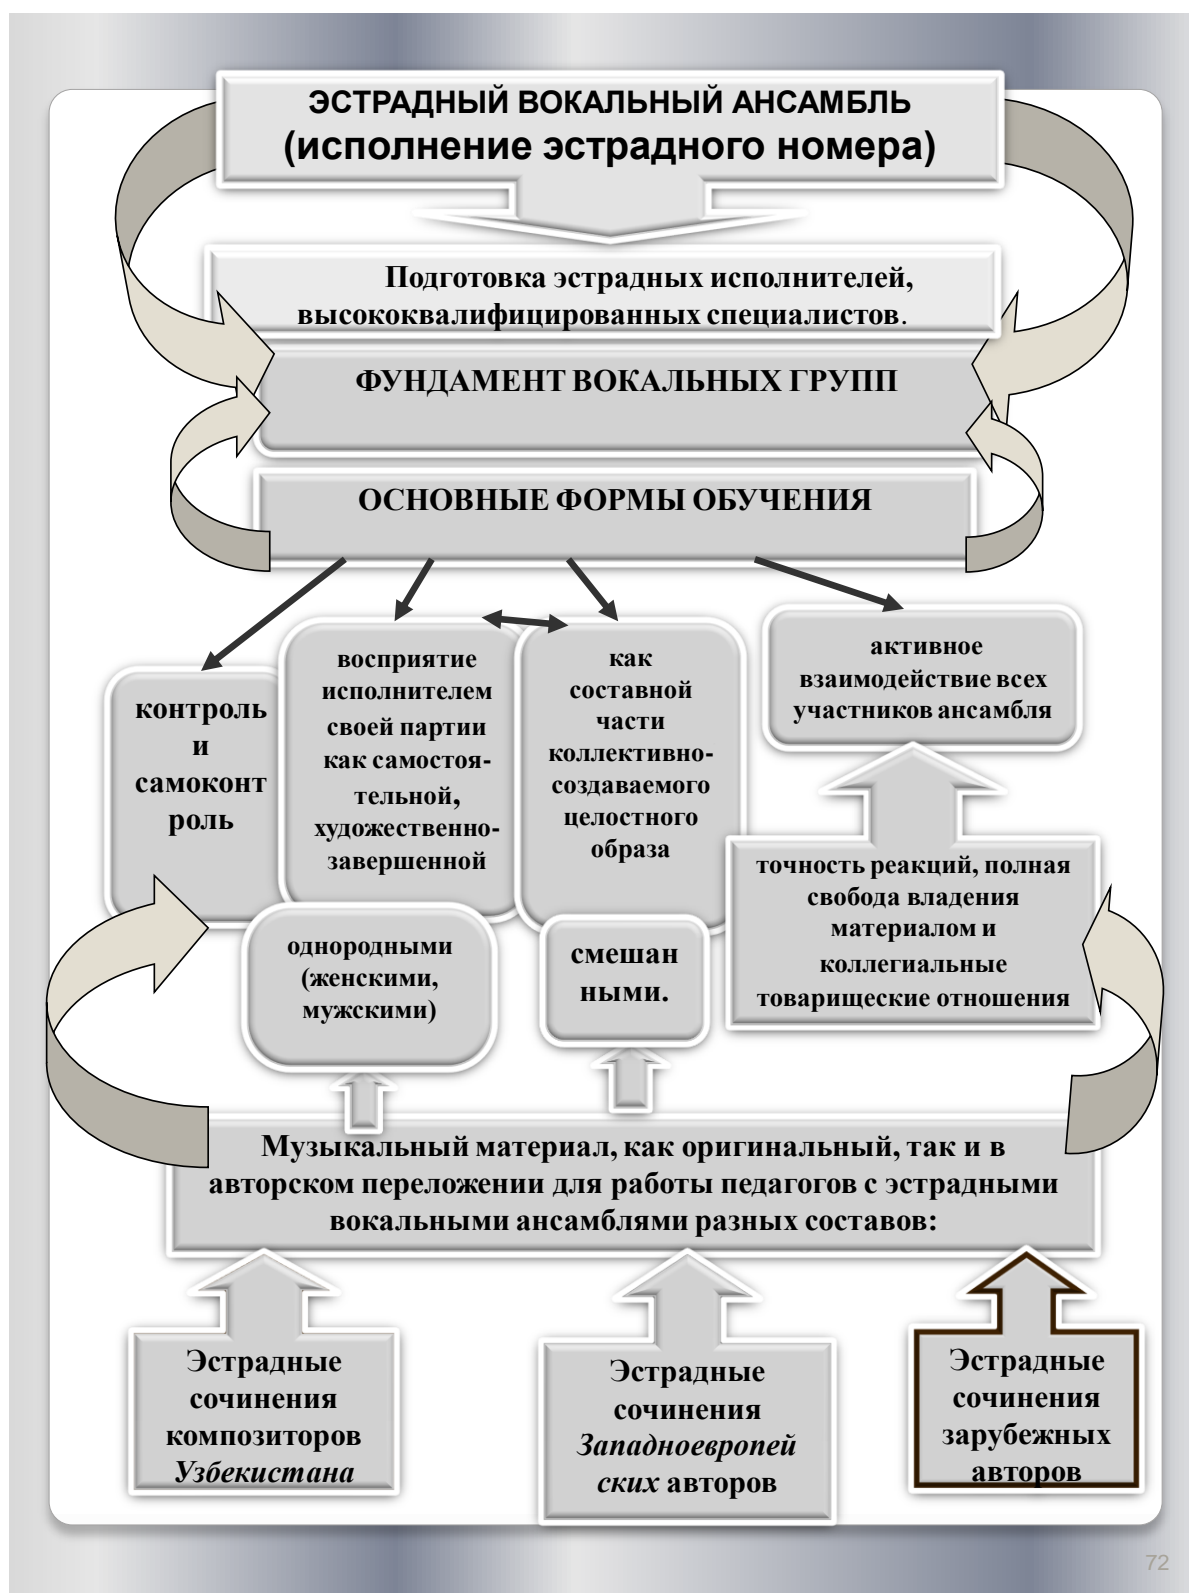 ЭСТРАДНЫЙ ВОКАЛЬНЫЙ АНСАМБЛЬ
(исполнение эстрадного номера)
Подготовка эстрадных исполнителей,
высококвалифицированных специалистов.
ФУНДАМЕНТ ВОКАЛЬНЫХ ГРУПП
ОСНОВНЫЕ ФОРМЫ ОБУЧЕНИЯ
контроль
и
самоконт
роль
восприятие
исполнителем
своей партии
как самостоя-
тельной,
художественно-
завершенной
как
составной
части
коллективно-
создаваемого
целостного
образа
активное
взаимодействие всех
участников ансамбля
точность реакций, полная
свобода владения
материалом и
коллегиальные
товарищеские отношения
однородными
(женскими,
мужскими)
смешан
ными.
Музыкальный материал, как оригинальный, так и в
авторском переложении для работы педагогов с эстрадными
вокальными ансамблями разных составов:
Эстрадные
сочинения
композиторов
Узбекистана
Эстрадные
сочинения
Западноевропей
ских авторов
Эстрадные
сочинения
зарубежных
авторов
72